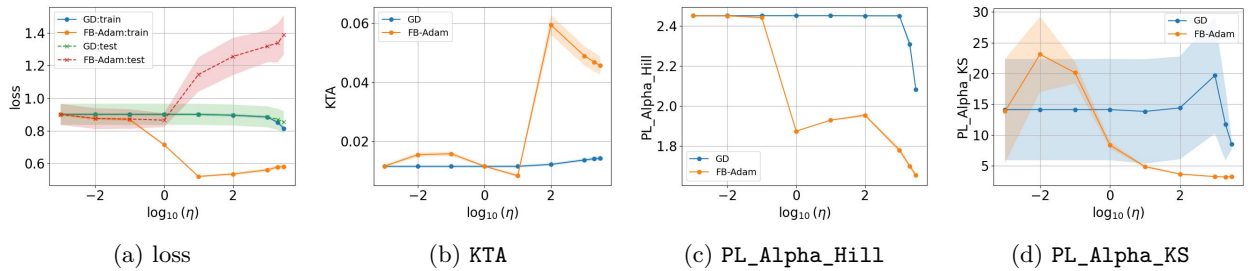 GD:train
FB-Adam:train
GD:test
FB-Adam:test
loss
1.4
1.2
1.0
0.8
0.6
−2
0
2
log₁₀ (η)
(a) loss
GD
FB-Adam
KTA
0.06
0.04
0.02
−2
0
2
log₁₀ (η)
(b) KTA
GD
FB-Adam
PL_Alpha_Hill
2.4
2.2
2.0
1.8
−2
0
2
log₁₀ (η)
(c) PL_Alpha_Hill
GD
FB-Adam
PL_Alpha_KS
30
25
20
15
10
5
−2
0
2
log₁₀ (η)
(d) PL_Alpha_KS